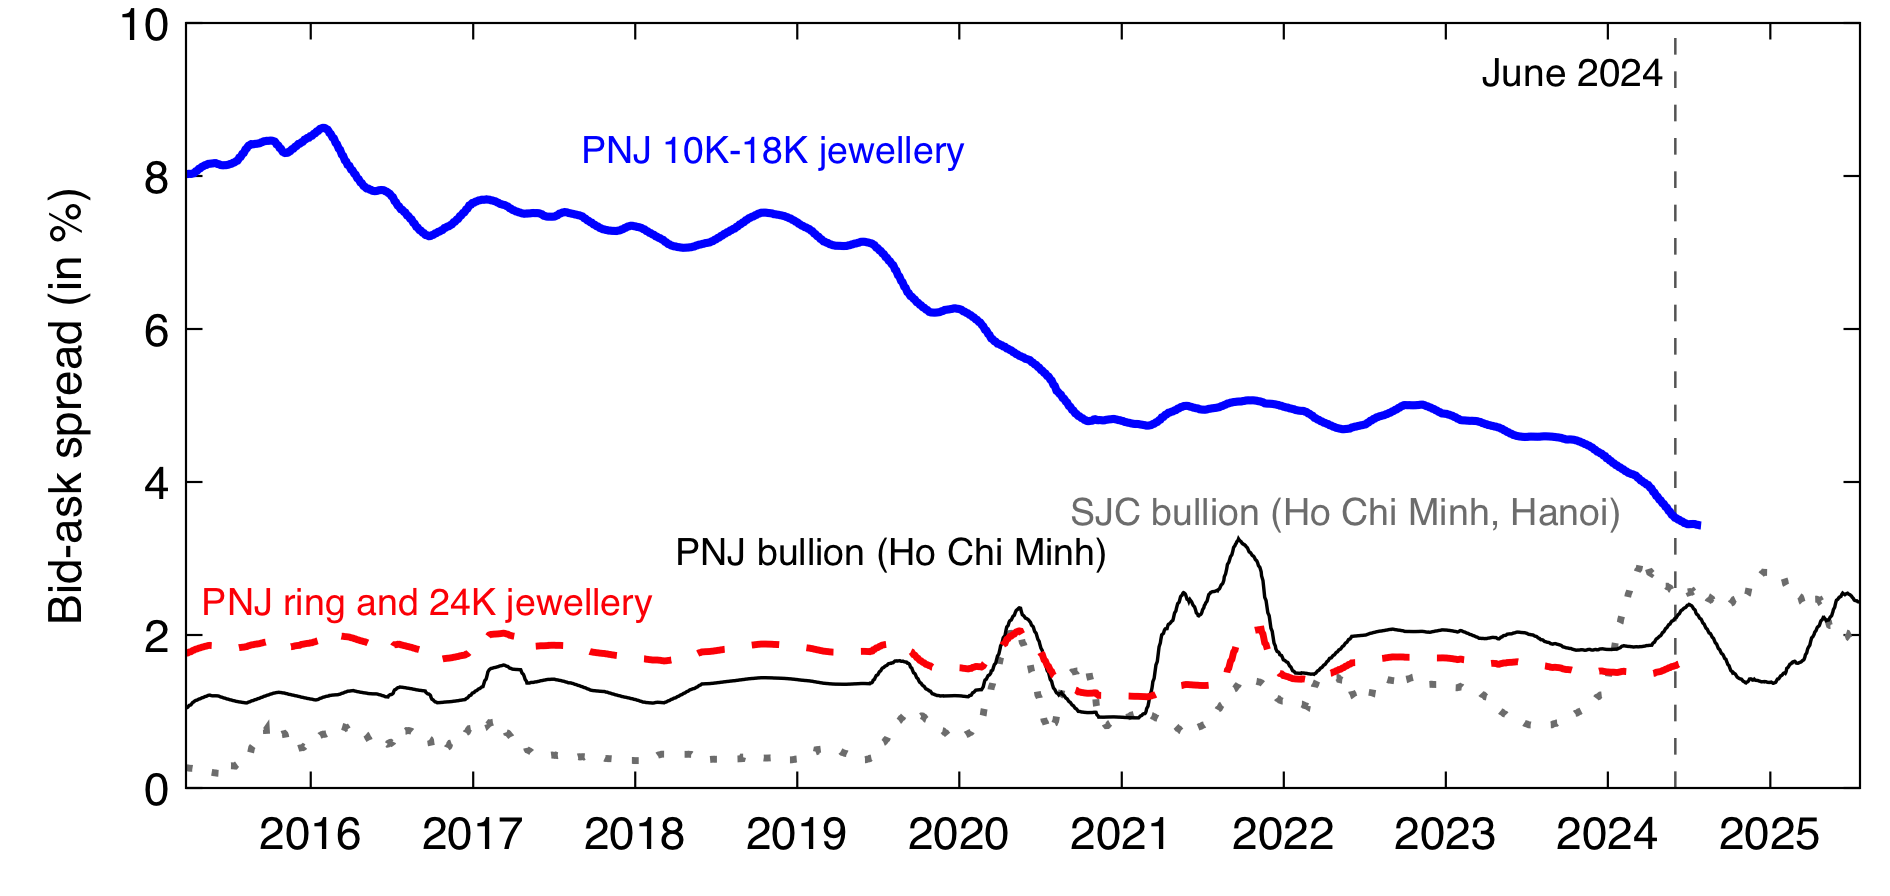 10
June 2024
PNJ 10K-18K jewellery
8
6
4
SJC bullion (Ho Chi Minh, Hanoi)
PNJ bullion (Ho Chi Minh)
PNJ ring and 24K jewellery
2
0
Bid-ask spread (in %)
2016 2017 2018 2019 2020 2021 2022 2023 2024 2025